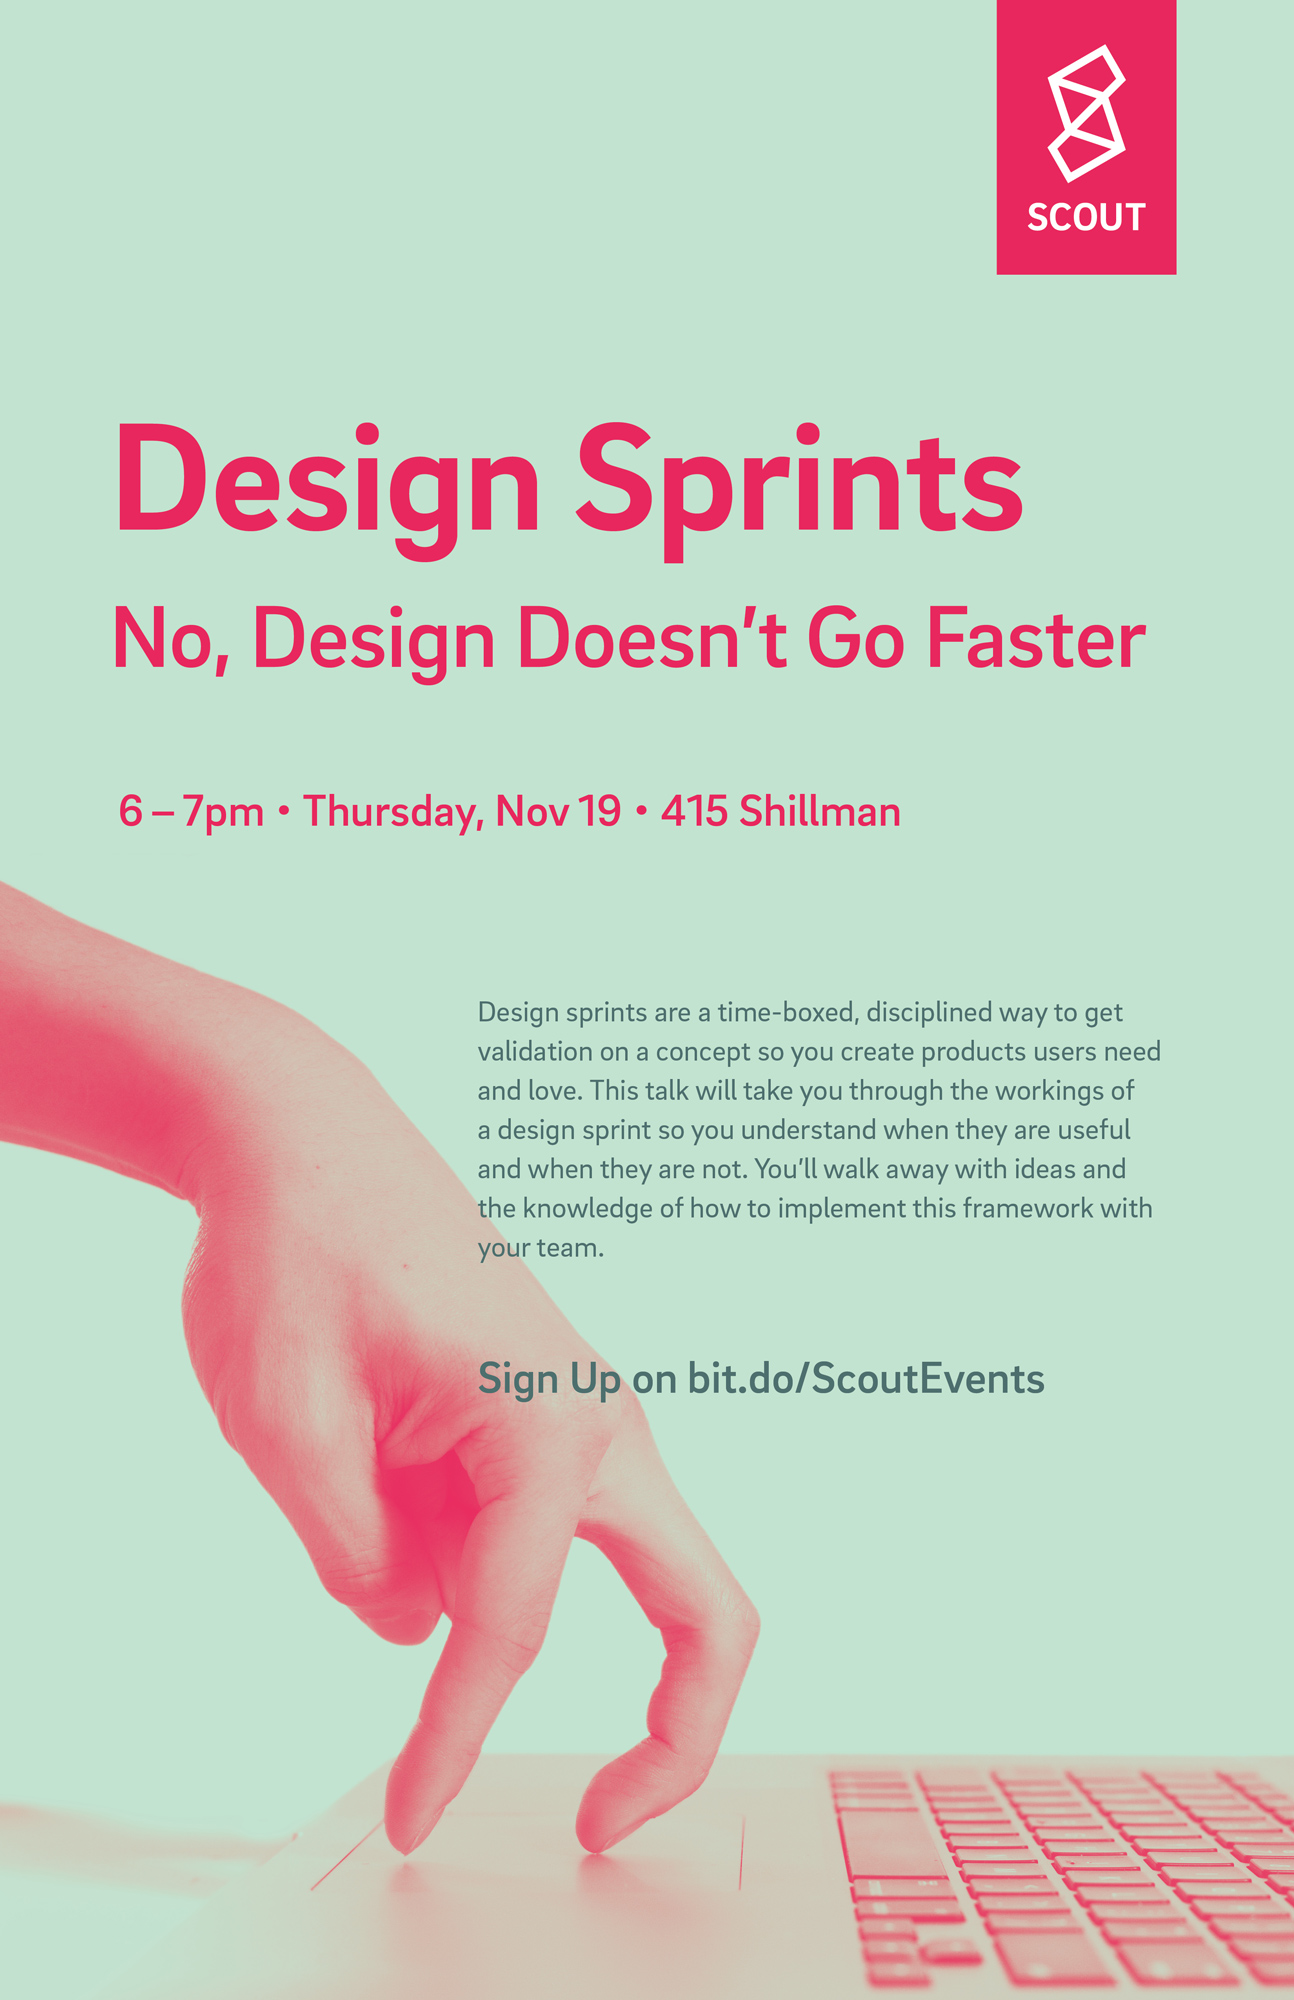 SCOUT
Design Sprints
No, Design Doesn’t Go Faster
6 – 7pm • Thursday, Nov 19 • 415 Shillman
Design sprints are a time-boxed, disciplined way to get
validation on a concept so you create products users need
and love. This talk will take you through the workings of
a design sprint so you understand when they are useful
and when they are not. You’ll walk away with ideas and
the knowledge of how to implement this framework with
your team.
Sign Up on bit.do/ScoutEvents